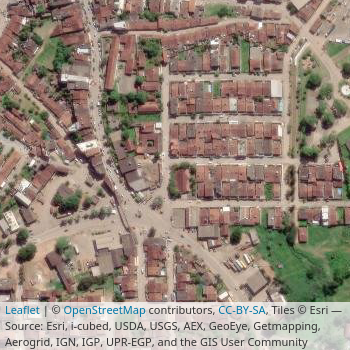 Leaflet | © OpenStreetMap contributors, CC-BY-SA, Tiles © Esri —
Source: Esri, i-cubed, USDA, USGS, AEX, GeoEye, Getmapping,
Aerogrid, IGN, IGP, UPR-EGP, and the GIS User Community